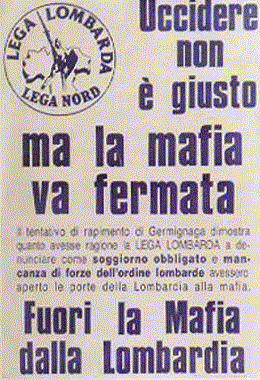 LEGA LOMBARDA
LEGA NORD
Uccidere
non
è giusto
ma la mafia
va fermata
Il tentativo di rapimento di Germignaga dimostra
quanto avesse ragione la LEGA LOMBARDA a de-
nunciare come soggiorno obbligato e man-
canza di forze dell'ordine lombarde avessero
aperto le porte della Lombardia alla mafia.
Fuori la Mafia
dalla Lombardia